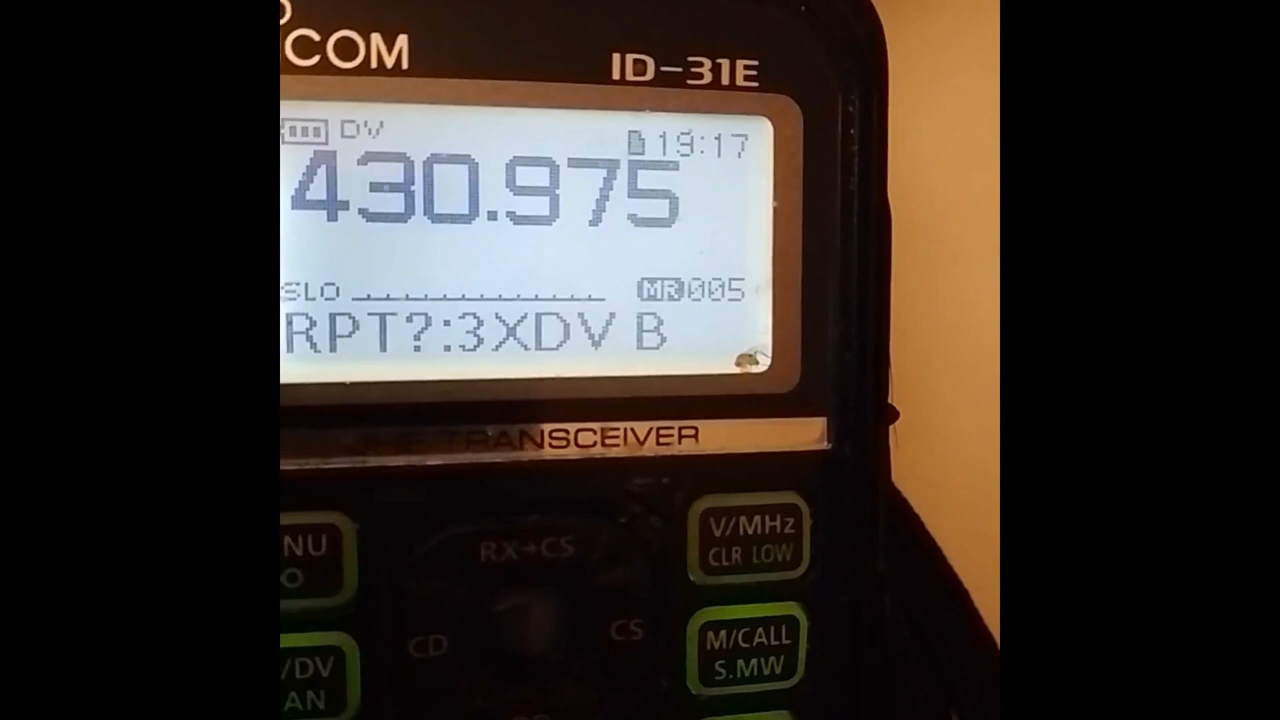 COM
ID-31E
DV
19:17
430.975
SLO
MR005
RPT?:3XDV B
TRANSCEIVER
NU
O
RX→CS
V/MHz
CLR LOW
CD
CS
M/CALL
S.MW
/DV
AN